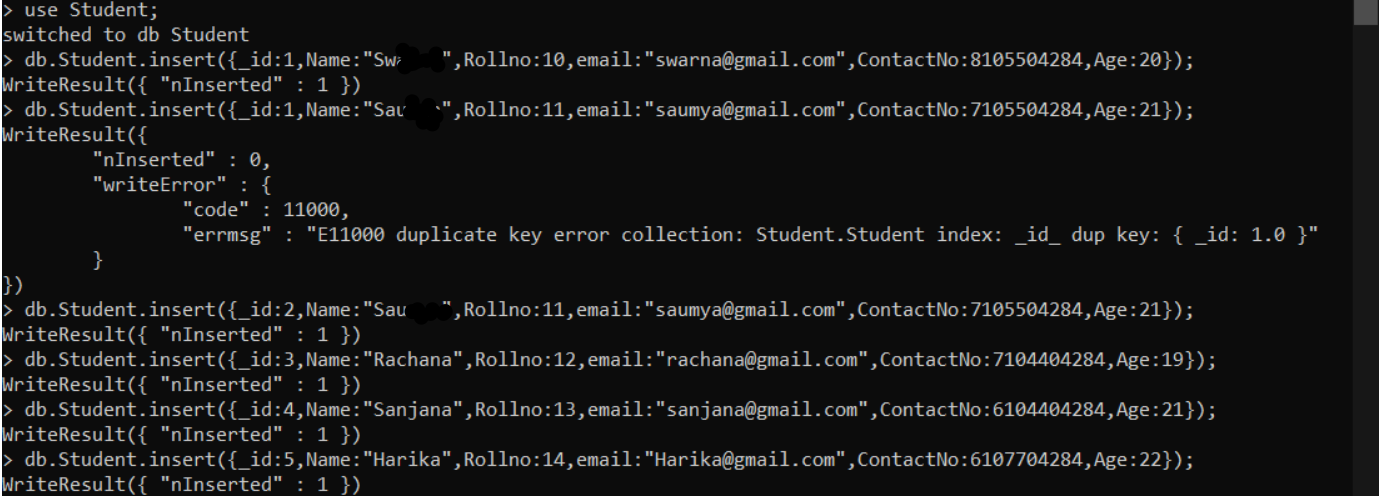 > use Student;
switched to db Student
> db.Student.insert({_id:1,Name:"Sw ",Rollno:10,email:"swarna@gmail.com",ContactNo:8105504284,Age:20});
WriteResult({ "nInserted" : 1 })
> db.Student.insert({_id:1,Name:"Sau ",Rollno:11,email:"saumya@gmail.com",ContactNo:7105504284,Age:21});
WriteResult({
        "nInserted" : 0,
        "writeError" : {
                "code" : 11000,
                "errmsg" : "E11000 duplicate key error collection: Student.Student index: _id_ dup key: { _id: 1.0 }"
        }
})
> db.Student.insert({_id:2,Name:"Sau ",Rollno:11,email:"saumya@gmail.com",ContactNo:7105504284,Age:21});
WriteResult({ "nInserted" : 1 })
> db.Student.insert({_id:3,Name:"Rachana",Rollno:12,email:"rachana@gmail.com",ContactNo:7104404284,Age:19});
WriteResult({ "nInserted" : 1 })
> db.Student.insert({_id:4,Name:"Sanjana",Rollno:13,email:"sanjana@gmail.com",ContactNo:6104404284,Age:21});
WriteResult({ "nInserted" : 1 })
> db.Student.insert({_id:5,Name:"Harika",Rollno:14,email:"Harika@gmail.com",ContactNo:6107704284,Age:22});
WriteResult({ "nInserted" : 1 })